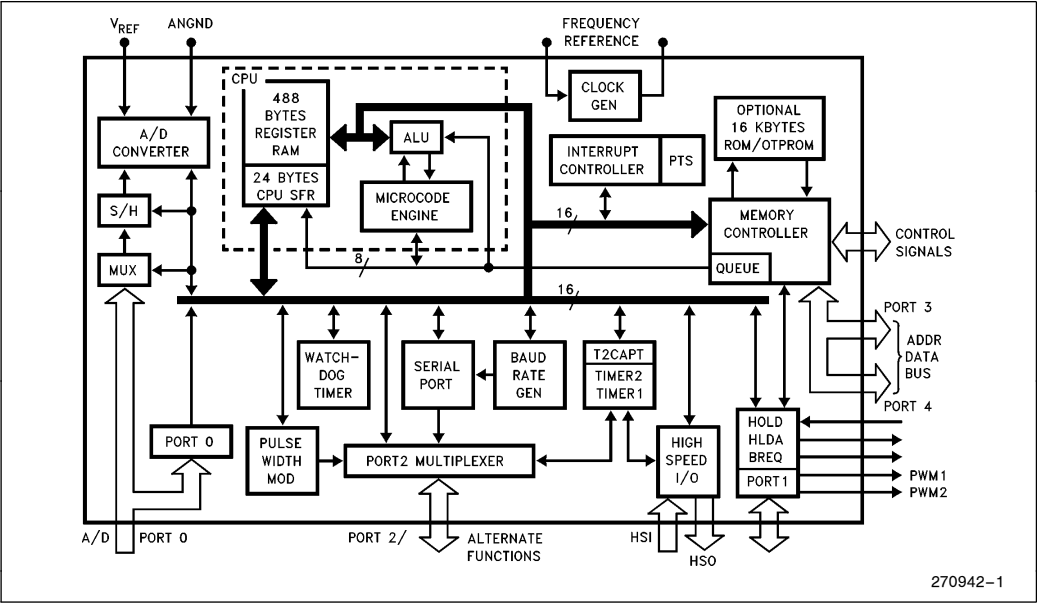 VREF
ANGND
FREQUENCY
REFERENCE
CPU
488
BYTES
REGISTER
RAM
24 BYTES
CPU SFR
ALU
MICROCODE
ENGINE
CLOCK
GEN
OPTIONAL
16 KBYTES
ROM/OTPROM
A/D
CONVERTER
INTERRUPT
CONTROLLER
PTS
S/H
MUX
16
MEMORY
CONTROLLER
QUEUE
CONTROL
SIGNALS
8
16
PORT 3
ADDR
DATA
BUS
PORT 4
WATCH-
DOG
TIMER
SERIAL
PORT
BAUD
RATE
GEN
T2CAPT
TIMER2
TIMER1
PORT 0
PULSE
WIDTH
MOD
PORT2 MULTIPLEXER
HIGH
SPEED
I/O
HOLD
HLDA
BREQ
PORT1
PWM1
PWM2
A/D
PORT 0
PORT 2/
ALTERNATE
FUNCTIONS
HSI
HSO
270942-1